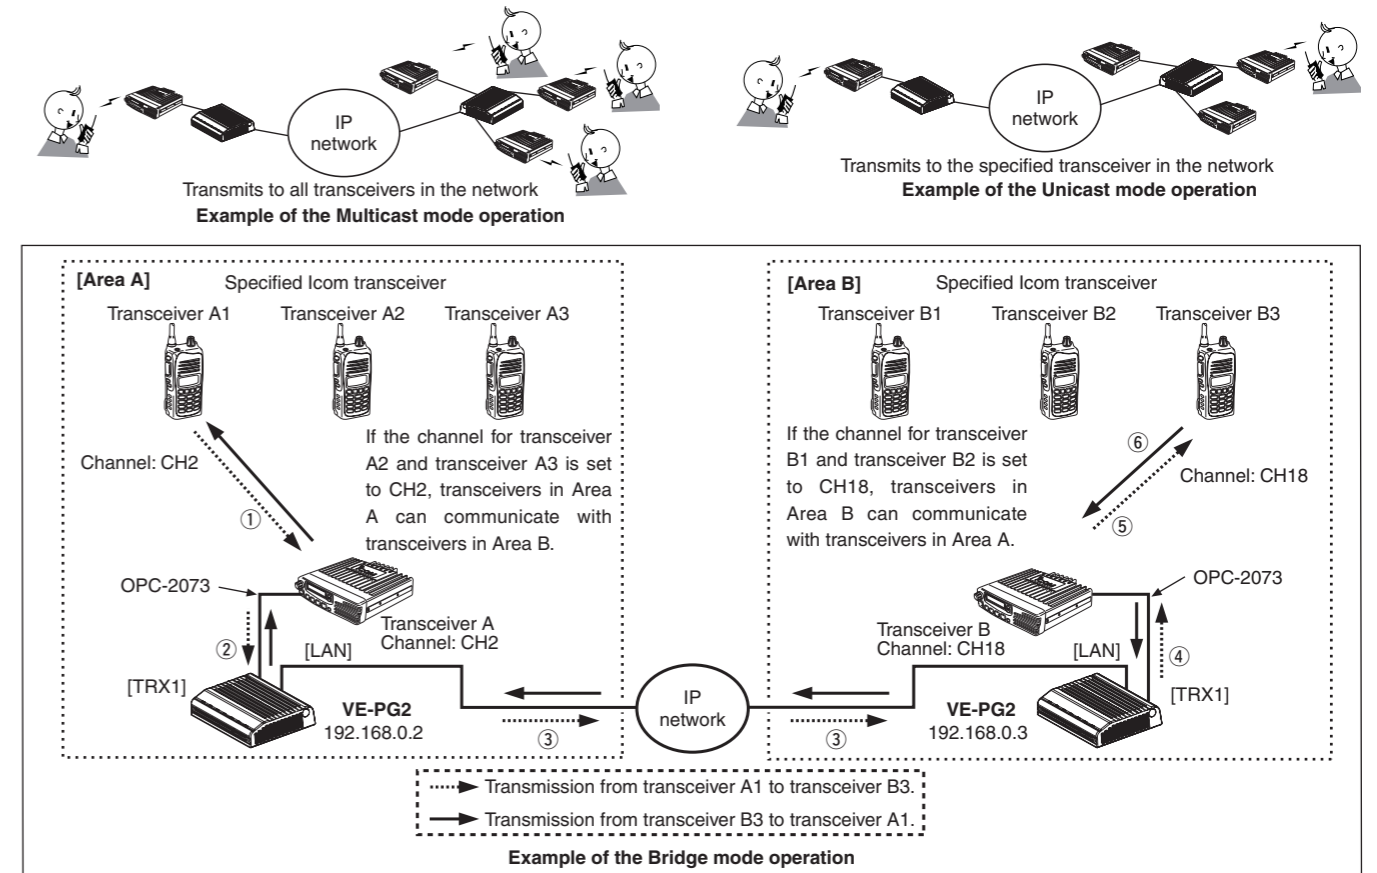 IP
network
Transmits to all transceivers in the network
Example of the Multicast mode operation
IP
network
Transmits to the specified transceiver in the network
Example of the Unicast mode operation
[Area A]
Specified Icom transceiver
Transceiver A1
Transceiver A2
Transceiver A3
If the channel for transceiver
A2 and transceiver A3 is set
to CH2, transceivers in Area
A can communicate with
transceivers in Area B.
Channel: CH2
①
OPC-2073
Transceiver A
Channel: CH2
②
[LAN]
[TRX1]
VE-PG2
192.168.0.2
③
IP
network
[Area B]
Specified Icom transceiver
Transceiver B1
Transceiver B2
Transceiver B3
If the channel for transceiver
B1 and transceiver B2 is set
to CH18, transceivers in
Area B can communicate
with transceivers in Area A.
⑥
Channel: CH18
⑤
OPC-2073
Transceiver B
Channel: CH18
[LAN]
④
[TRX1]
VE-PG2
192.168.0.3
③
Transmission from transceiver A1 to transceiver B3.
Transmission from transceiver B3 to transceiver A1.
Example of the Bridge mode operation